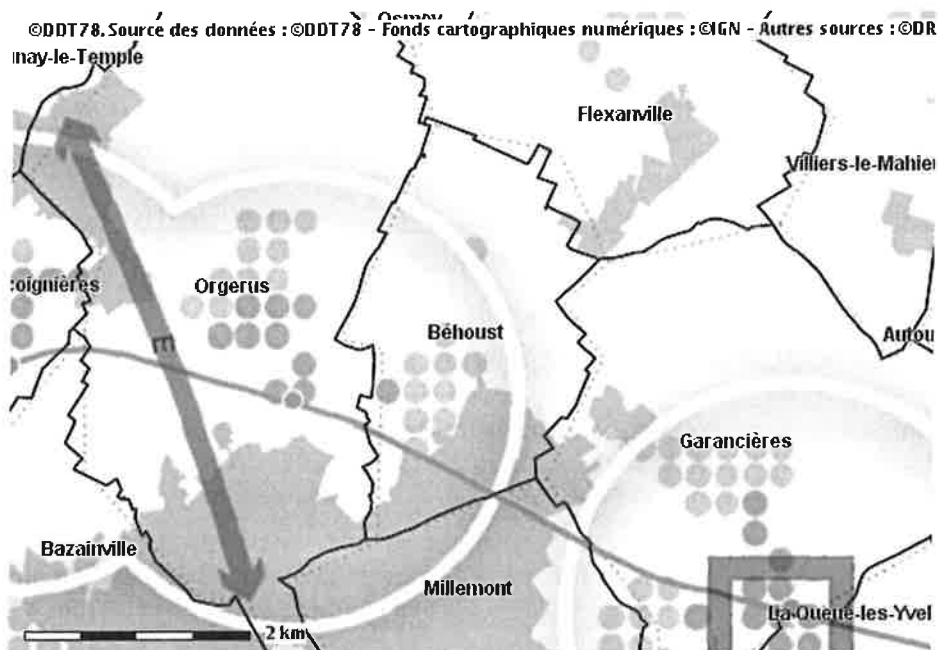 Osmoy
©DDT78. Source des données : ©DDT78 - Fonds cartographiques numériques : ©IGN - Autres sources : ©DR
nay-le-Temple
Flexanville
Villiers-le-Mahie
oignières
Orgerus
Béhoust
Autou
E
Garancières
Bazainville
Millemont
La-Queue-les-Yvel
2 km